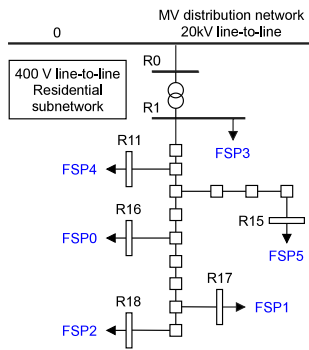 MV distribution network
0
20kV line-to-line
R0
400 V line-to-line
Residential
subnetwork
R1
FSP3
R11
FSP4
R16
R15
FSP0
FSP5
R17
FSP1
R18
FSP2